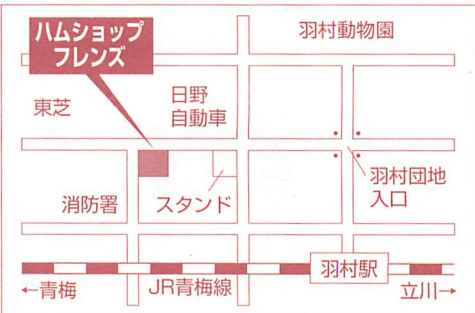 ハムショップ
フレンズ
羽村動物園
東芝
日野
自動車
消防署
スタンド
羽村団地
入口
羽村駅
←青梅
JR青梅線
立川→